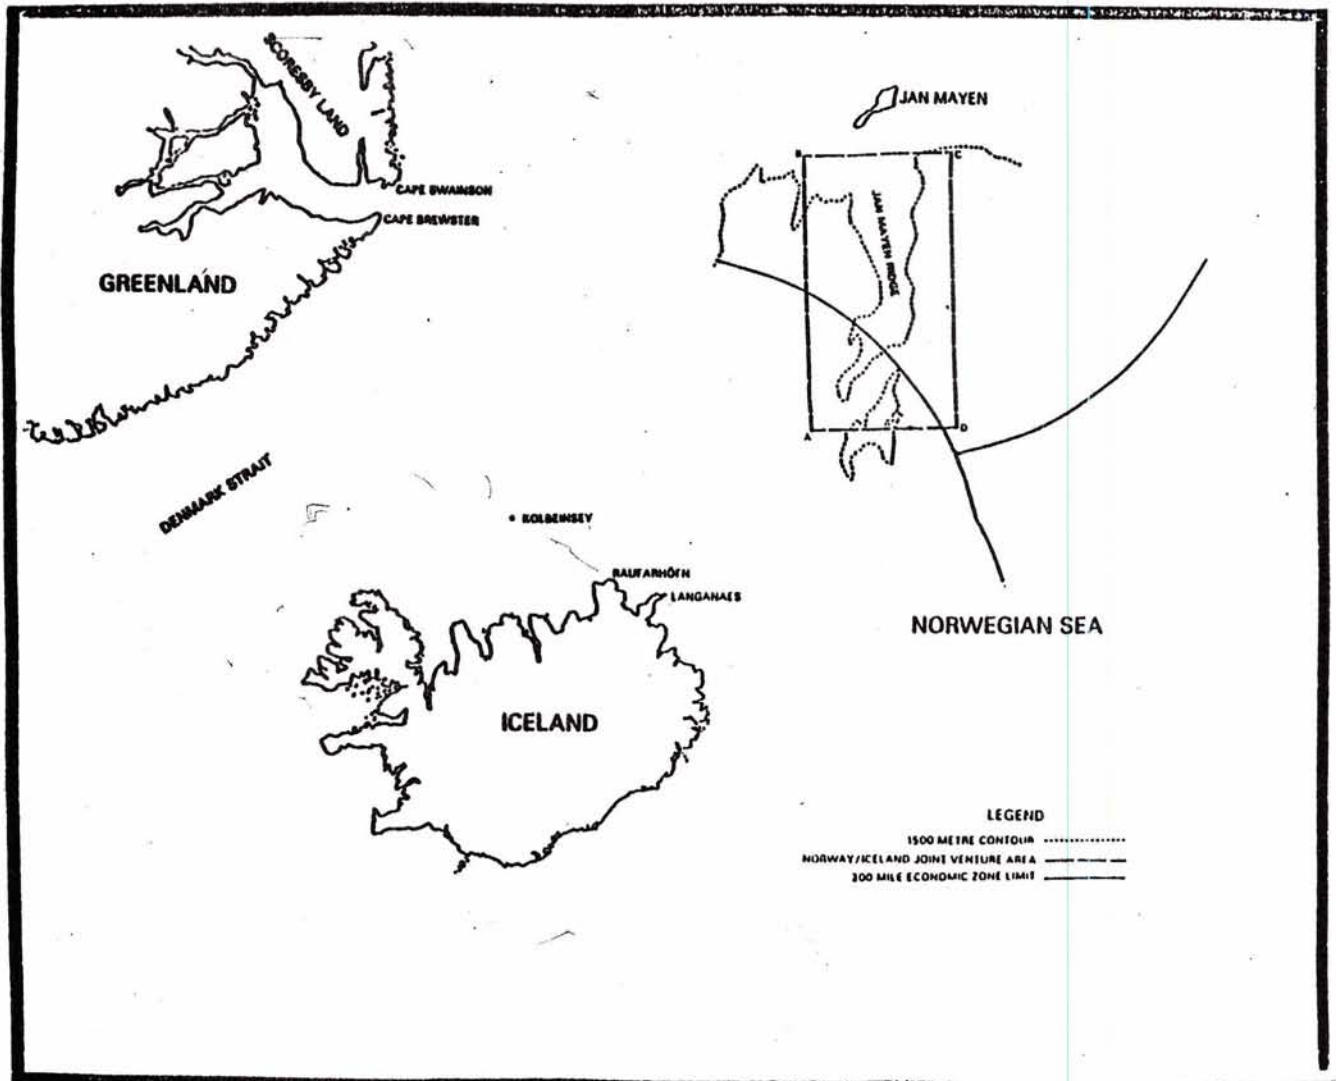 SCORESBY LAND
JAN MAYEN
B
C
CAPE SWAINSON
CAPE BREWSTER
JAN MAYEN RIDGE
GREENLAND
A
D
DENMARK STRAIT
KOLBEINSEY
RAUFARHÖFN
LANGANAES
NORWEGIAN SEA
ICELAND
LEGEND
1500 METRE CONTOUR
NORWAY/ICELAND JOINT VENTURE AREA
200 MILE ECONOMIC ZONE LIMIT